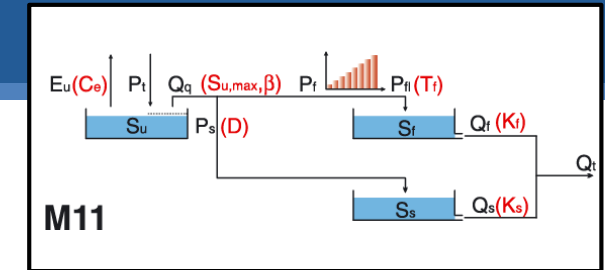 Eu(Ce) Pt Qq (Su,max,β) Pf Pfl(Tf)
Su Ps(D) Sf Qf (Kf)
Qt
Ss Qs(Ks)
M11